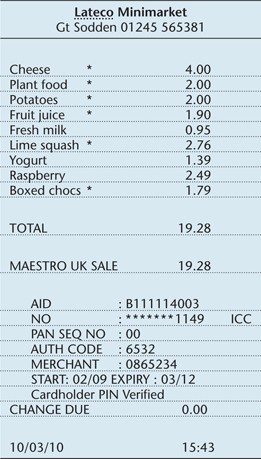 Lateco Minimarket
Gt Sodden 01245 565381
Cheese * 4.00
Plant food * 2.00
Potatoes * 2.00
Fruit juice * 1.90
Fresh milk 0.95
Lime squash * 2.76
Yogurt 1.39
Raspberry 2.49
Boxed chocs * 1.79
TOTAL 19.28
MAESTRO UK SALE 19.28
AID : B111114003
NO : *******1149 ICC
PAN SEQ NO : 00
AUTH CODE : 6532
MERCHANT : 0865234
START: 02/09 EXPIRY : 03/12
Cardholder PIN Verified
CHANGE DUE 0.00
10/03/10 15:43